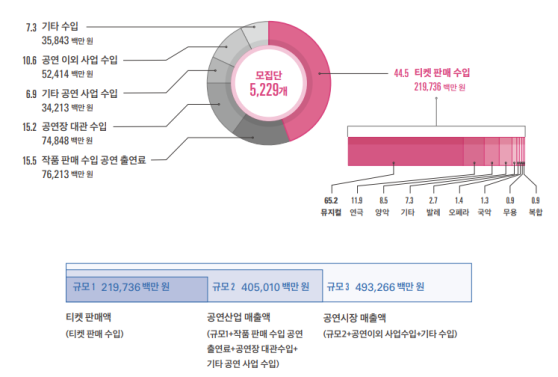 7.3 기타 수입
35,843 백만 원
10.6 공연 이외 사업 수입
52,414 백만 원
6.9 기타 공연 사업 수입
34,213 백만 원
15.2 공연장 대관 수입
74,848 백만 원
15.5 작품 판매 수입 공연 출연료
76,213 백만 원
모집단
5,229개
44.5 티켓 판매 수입
219,736 백만 원
65.2 11.9 8.5 7.3 2.7 1.4 1.3 0.9 0.9
뮤지컬 연극 양악 기타 발레 오페라 국악 무용 복합
규모 1 219,736 백만 원 규모 2 405,010 백만 원 규모 3 493,266 백만 원
티켓 판매액
(티켓 판매 수입)
공연산업 매출액
(규모1+작품 판매 수입 공연
출연료+공연장 대관수입+
기타 공연 사업 수입)
공연시장 매출액
(규모2+공연이외 사업수입+기타 수입)